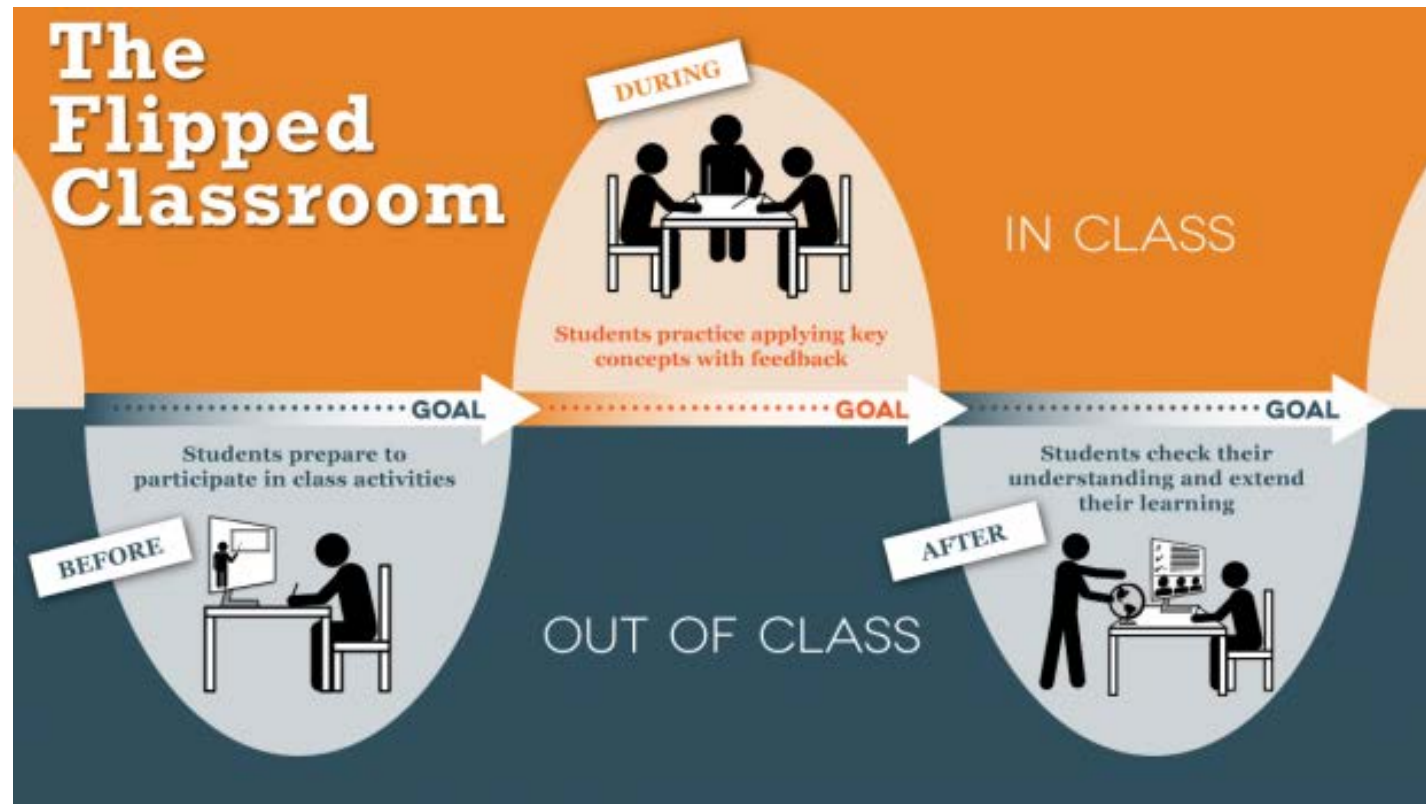 The
Flipped
Classroom
DURING
IN CLASS
Students practice applying key
concepts with feedback
GOAL
GOAL
GOAL
Students prepare to
participate in class activities
BEFORE
Students check their
understanding and extend
their learning
AFTER
OUT OF CLASS